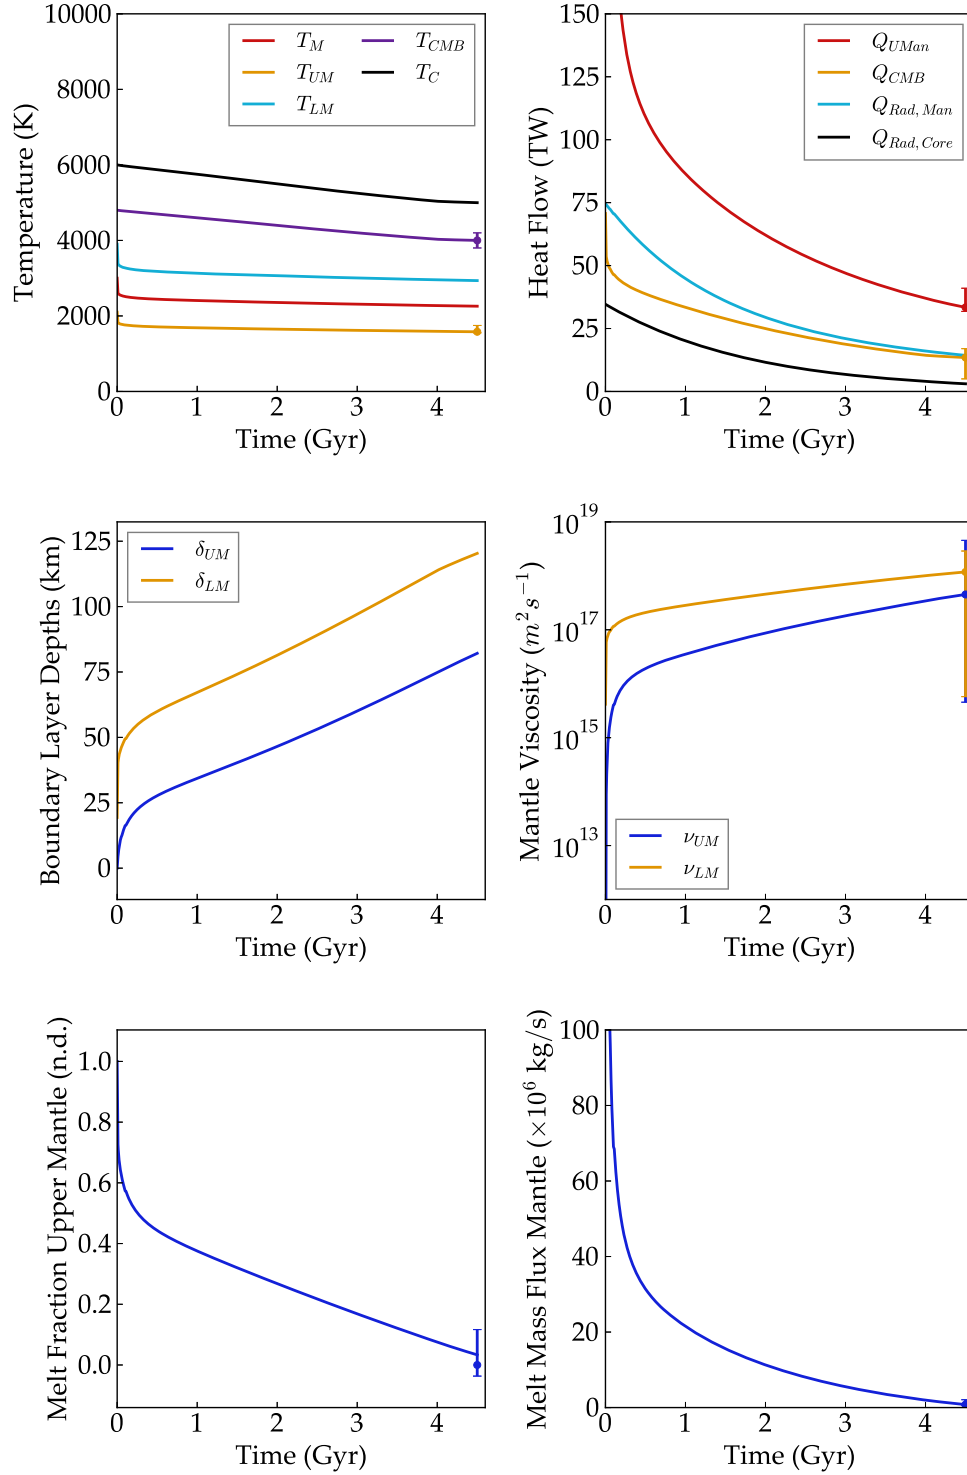 10000
8000
6000
4000
2000
0
Temperature (K)
T_M
T_UM
T_LM
T_CMB
T_C
0 1 2 3 4
Time (Gyr)
150
125
100
75
50
25
0
Heat Flow (TW)
Q_UMan
Q_CMB
Q_Rad,Man
Q_Rad,Core
0 1 2 3 4
Time (Gyr)
125
100
75
50
25
0
Boundary Layer Depths (km)
δ_UM
δ_LM
0 1 2 3 4
Time (Gyr)
10^19
10^17
10^15
10^13
Mantle Viscosity (m^2 s^−1)
ν_UM
ν_LM
0 1 2 3 4
Time (Gyr)
1.0
0.8
0.6
0.4
0.2
0.0
Melt Fraction Upper Mantle (n.d.)
0 1 2 3 4
Time (Gyr)
100
80
60
40
20
0
Melt Mass Flux Mantle (×10^6 kg/s)
0 1 2 3 4
Time (Gyr)